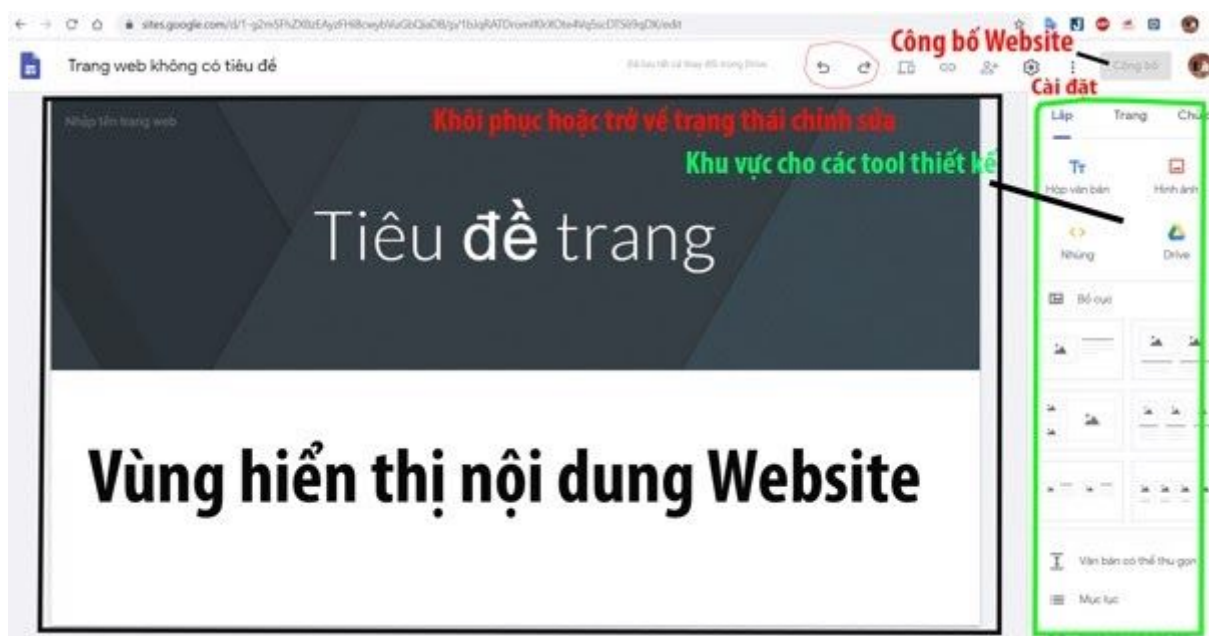 Công bố Website
Trang web không có tiêu đề
Công bố
Cài đặt
Nhập tên trang web
Khôi phục hoặc trở về trạng thái chỉnh sửa
Khu vực cho các tool thiết kế
Tiêu đề trang
Vùng hiển thị nội dung Website
Trang
Hộp văn bản
Hình ảnh
Nhúng
Drive
Bố cục
Văn bản có thể thu gọn
Mục lục